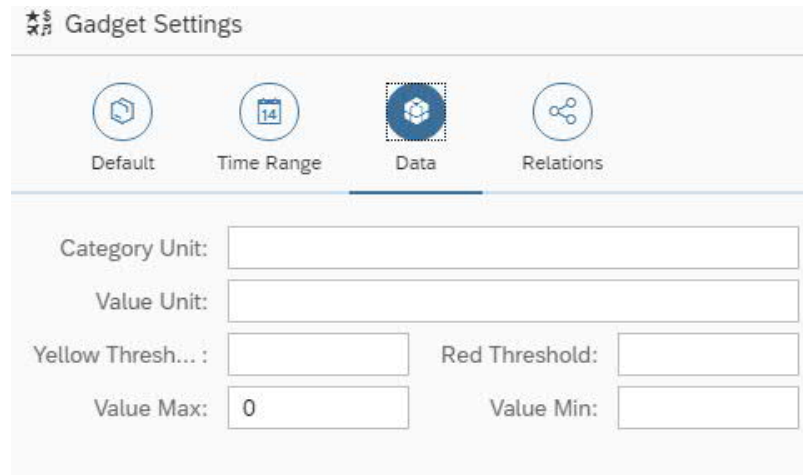 Gadget Settings
14
Default Time Range Data Relations
Category Unit:
Value Unit:
Yellow Thresh... : Red Threshold:
Value Max: 0 Value Min: